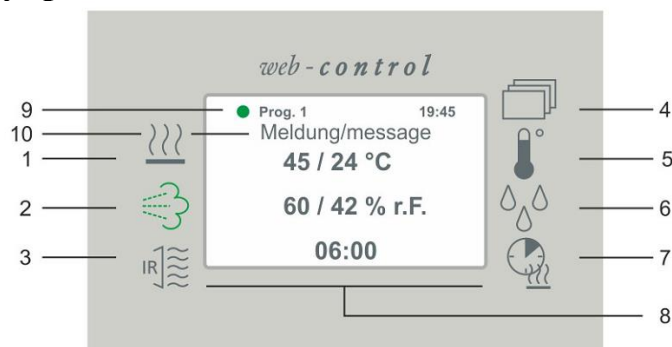 web - control
9
Prog. 1 19:45
4
10
Meldung/message
1
45 / 24 °C
5
2
60 / 42 % r.F.
6
3
IR
06:00
7
8